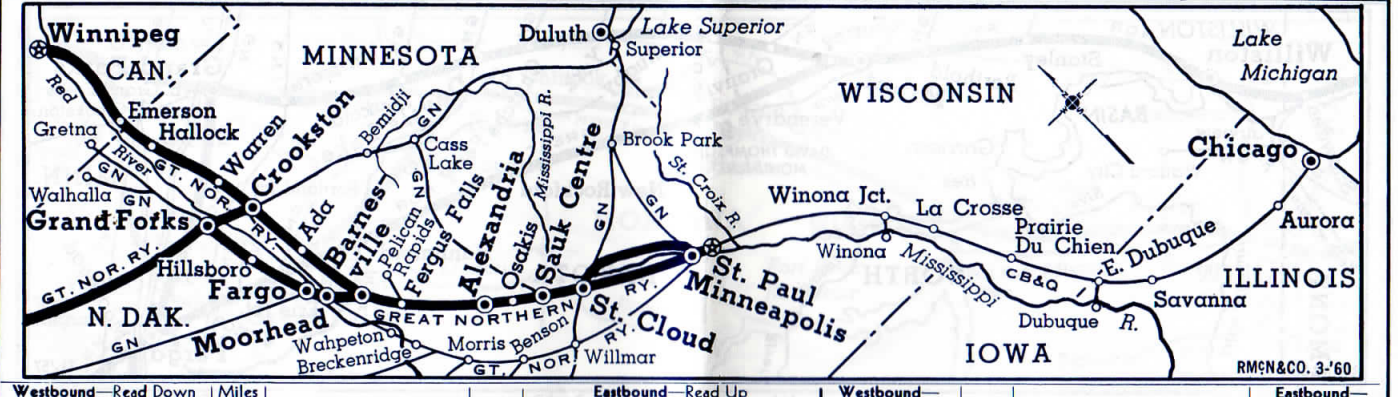 Winnipeg
CAN.
Red
River
Emerson
Gretna
Hallock
Walhalla
GN
GN
GT. NOR. RY.
Warren
Crookston
Grand Forks
GT. NOR. RY.
Hillsboro
Fargo
N. DAK.
GN
Moorhead
Ada
Barnes-
ville
MINNESOTA
Bemidji
GN
Cass
Lake
GN
Pelican
Rapids
Fergus Falls
Alexandria
Osakis
Mississippi R.
Sauk Centre
GREAT NORTHERN RY.
Wahpeton
Breckenridge
Morris
Benson
GT. NOR. RY.
Willmar
St. Cloud
Duluth
Lake Superior
Superior
Brook Park
GN
GN
St. Croix R.
St. Paul
Minneapolis
WISCONSIN
Winona Jct.
Winona
La Crosse
Prairie
Du Chien
Mississippi
R.
CB&Q
E. Dubuque
Dubuque
IOWA
Lake
Michigan
Chicago
Aurora
ILLINOIS
Savanna
RMCN&CO. 3-'60
Westbound—Read Down
Miles
Eastbound—Read Up
Westbound—
Eastbound—